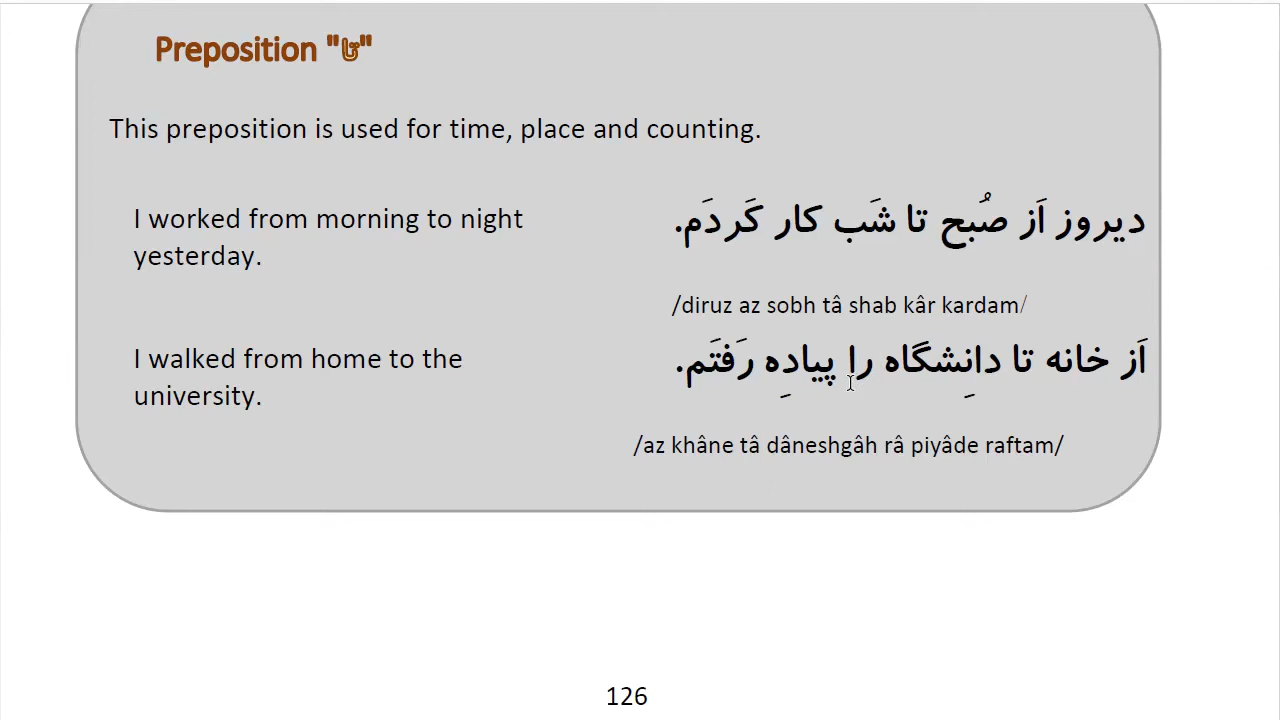 Preposition "تا"
This preposition is used for time, place and counting.
I worked from morning to night
yesterday.
دیروز اَز صُبح تا شَب کار کَردَم.
/diruz az sobh tâ shab kâr kardam/
I walked from home to the
university.
اَز خانه تا دانِشگاه را پیادِه رَفتَم.
/az khâne tâ dâneshgâh râ piyâde raftam/
126